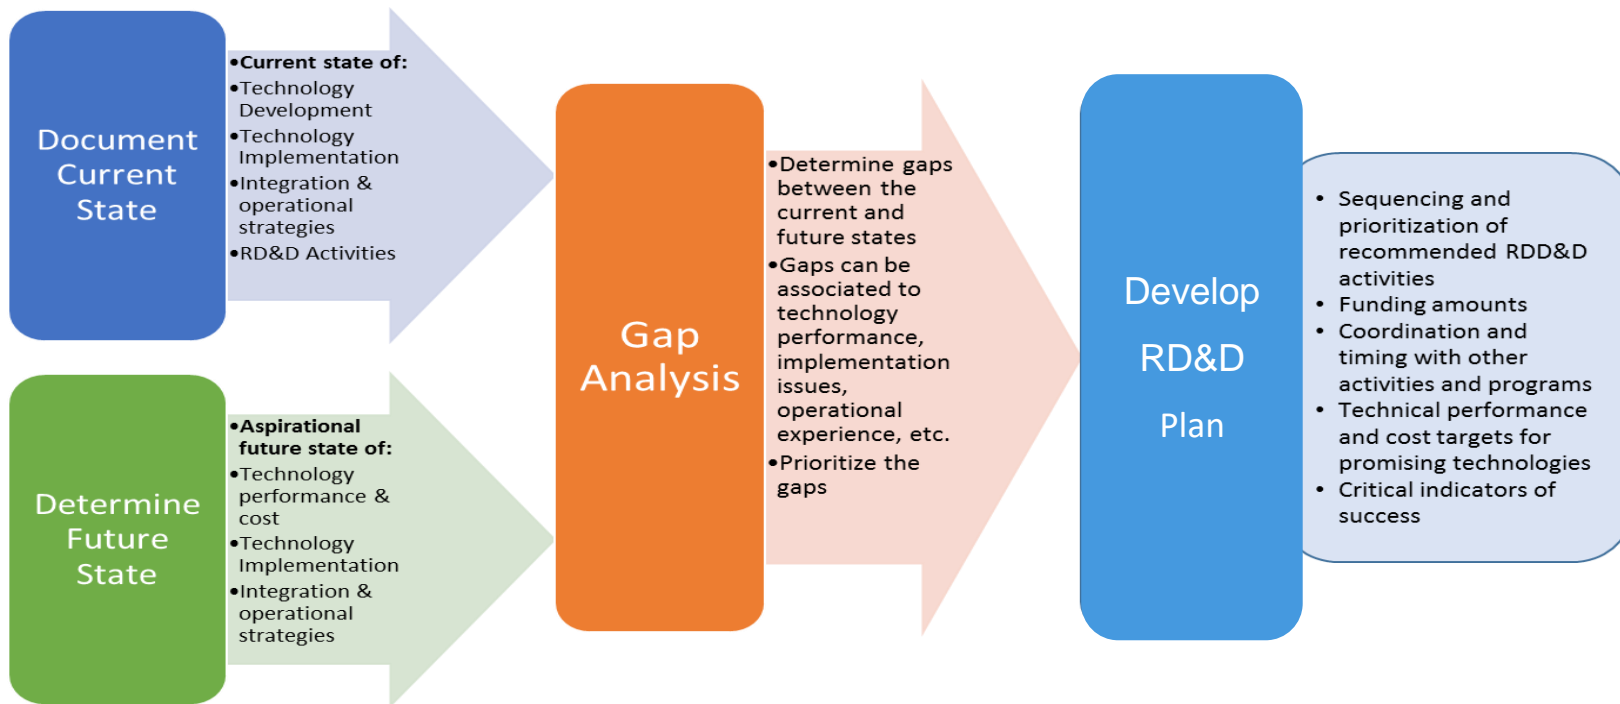 Document
Current
State
•Current state of:
•Technology
Development
•Technology
Implementation
•Integration &
operational
strategies
•RD&D Activities
Determine
Future
State
•Aspirational
future state of:
•Technology
performance &
cost
•Technology
Implementation
•Integration &
operational
strategies
Gap
Analysis
•Determine gaps
between the
current and
future states
•Gaps can be
associated to
technology
performance,
implementation
issues,
operational
experience, etc.
•Prioritize the
gaps
Develop
RD&D
Plan
• Sequencing and
prioritization of
recommended RDD&D
activities
• Funding amounts
• Coordination and
timing with other
activities and programs
• Technical performance
and cost targets for
promising technologies
• Critical indicators of
success